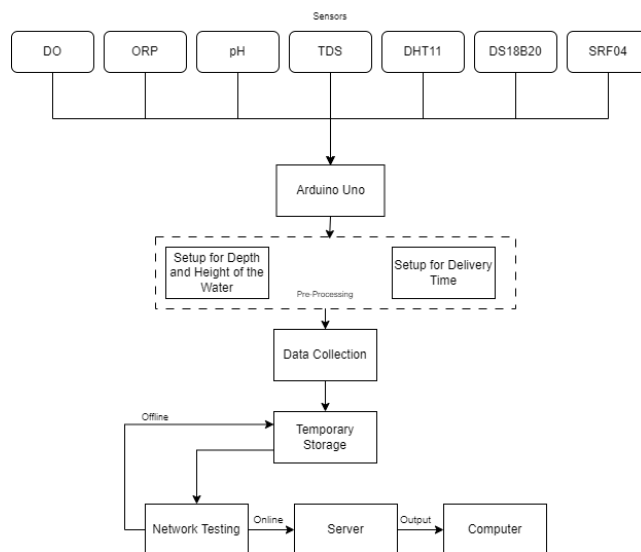 Sensors
DO
ORP
pH
TDS
DHT11
DS18B20
SRF04
Arduino Uno
Setup for Depth
and Height of the
Water
Setup for Delivery
Time
Pre-Processing
Data Collection
Offline
Temporary
Storage
Network Testing
Online
Server
Output
Computer